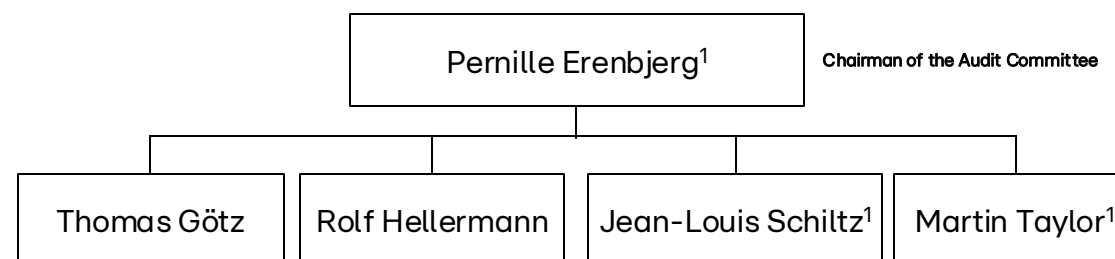 Pernille Erenbjerg¹
Chairman of the Audit Committee
Thomas Götz
Rolf Hellermann
Jean-Louis Schiltz¹
Martin Taylor¹